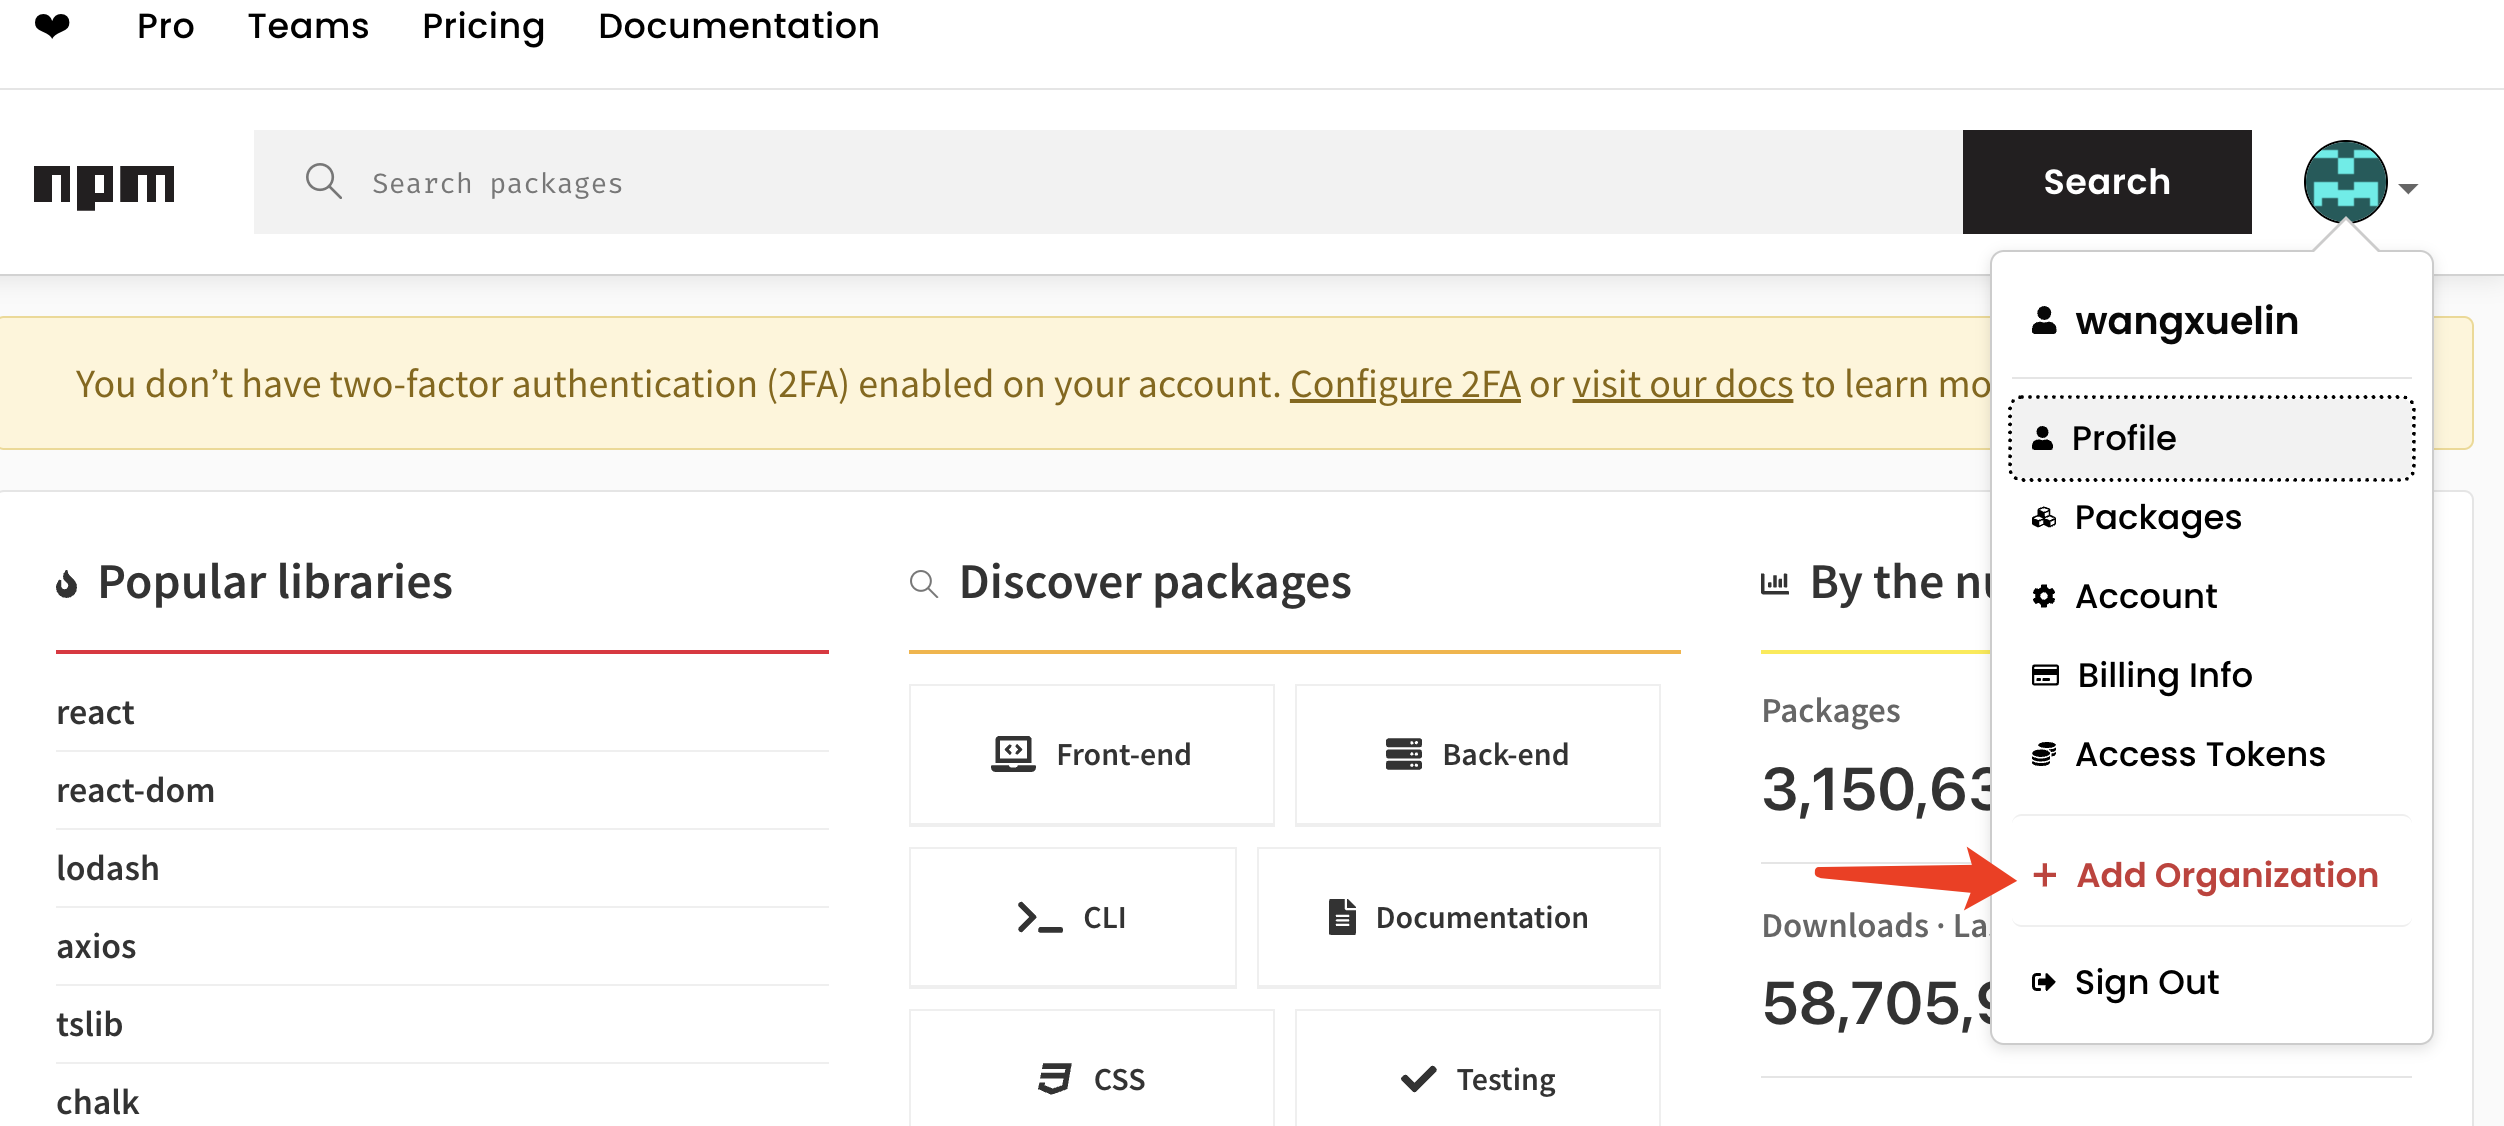 ❤ Pro Teams Pricing Documentation
npm Search packages Search
wangxuelin
Profile
Packages
Account
Billing Info
Access Tokens
+ Add Organization
Sign Out
You don’t have two-factor authentication (2FA) enabled on your account. Configure 2FA or visit our docs to learn mo
Popular libraries
react
react-dom
lodash
axios
tslib
chalk
Discover packages
Front-end
Back-end
CLI
Documentation
CSS
Testing
By the nu
Packages
3,150,63
Downloads · La
58,705,9